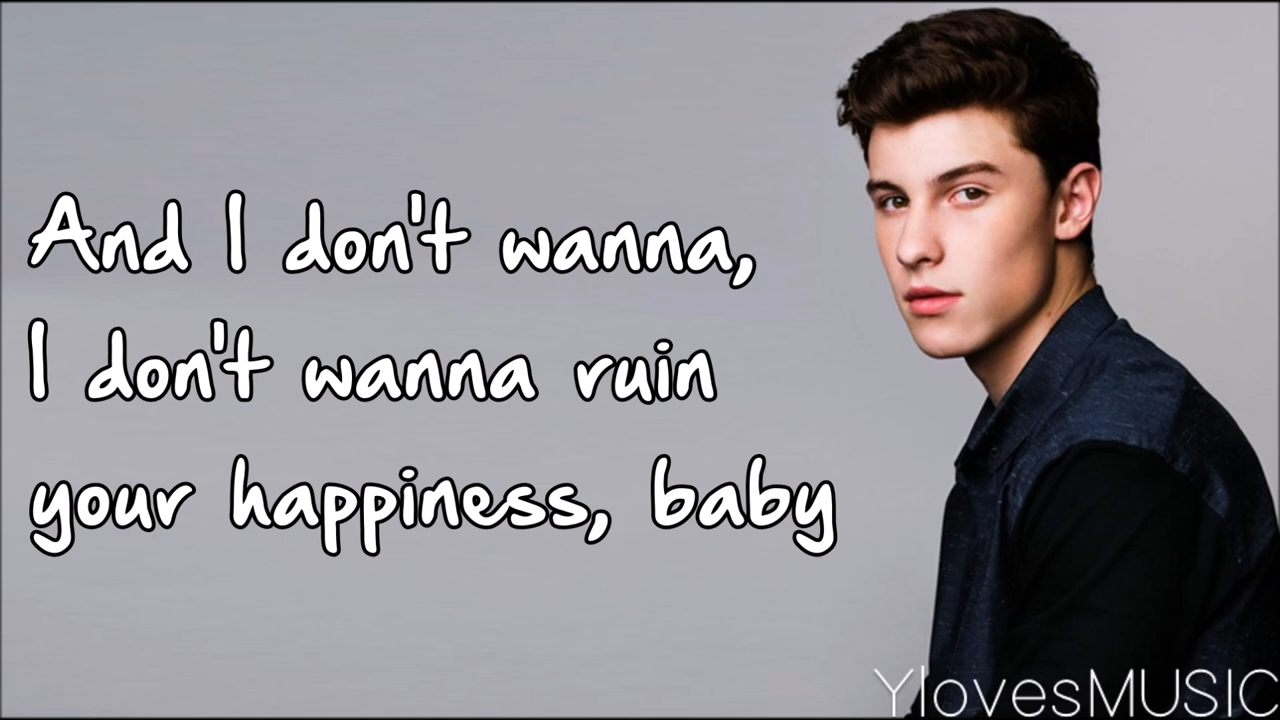 And I don't wanna,
I don't wanna ruin
your happiness, baby
YlovesMUSIC